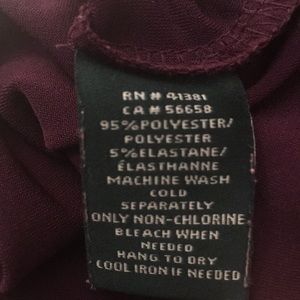 RN # 41381
CA # 56658
95% POLYESTER/
POLYESTER
5% ELASTANE/
ÉLASTHANNE
MACHINE WASH
COLD
SEPARATELY
ONLY NON-CHLORINE
BLEACH WHEN
NEEDED
HANG TO DRY
COOL IRON IF NEEDED